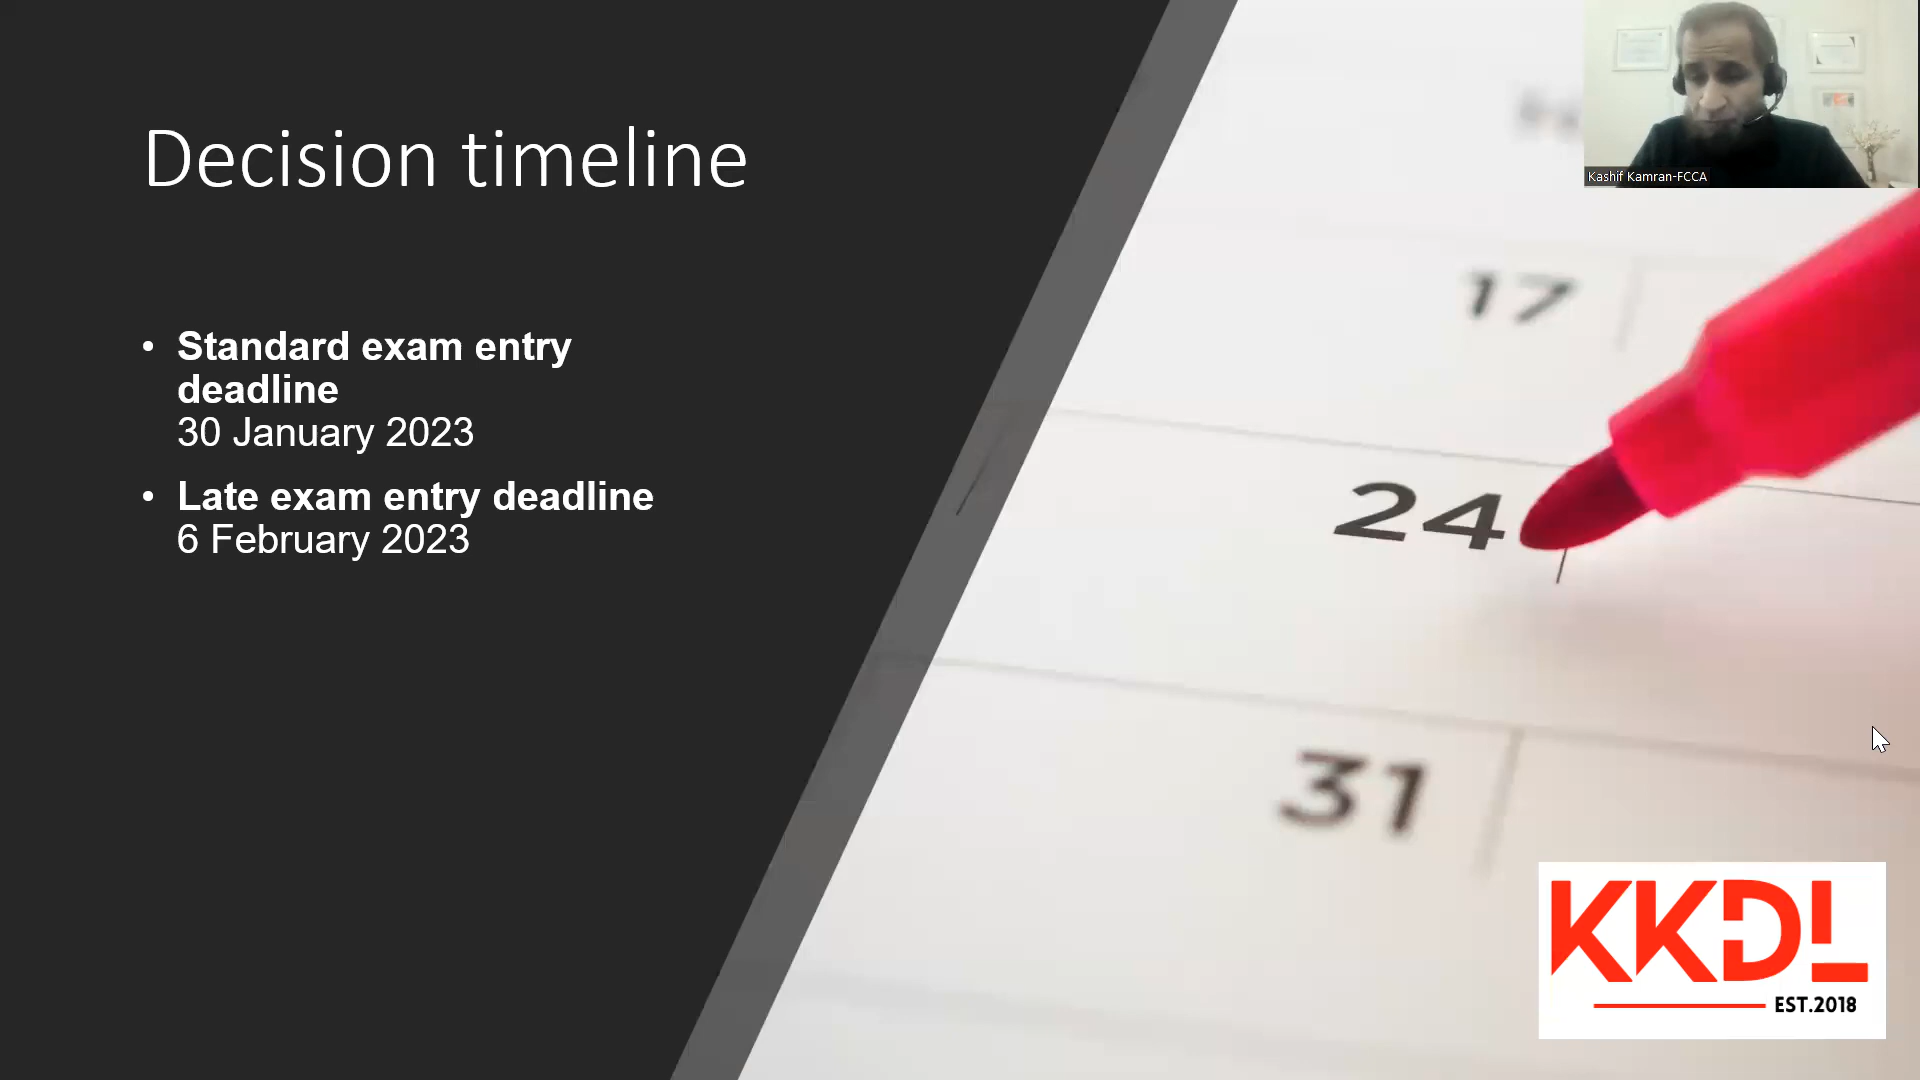 Decision timeline
• Standard exam entry
deadline
30 January 2023
• Late exam entry deadline
6 February 2023
Kashif Kamran-FCCA
17
24
31
KKDL
EST.2018